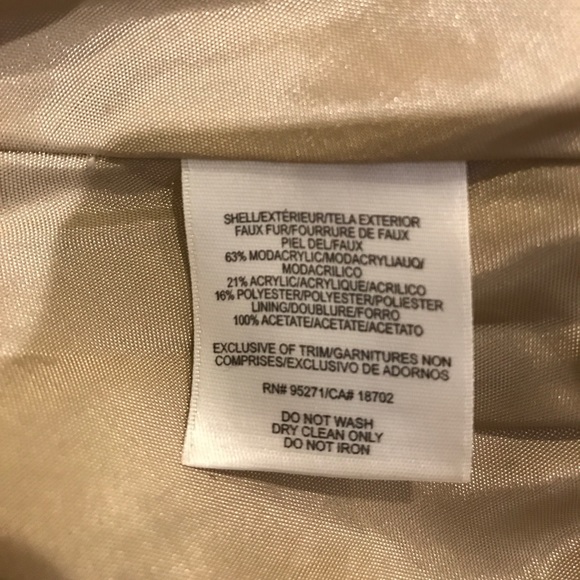 SHELL/EXTÉRIEUR/TELA EXTERIOR
FAUX FUR/FOURRURE DE FAUX
PIEL DEL/FAUX
63% MODACRYLIC/MODACRYLIAUQ/
MODACRILICO
21% ACRYLIC/ACRYLIQUE/ACRILICO
16% POLYESTER/POLYESTER/POLIESTER
LINING/DOUBLURE/FORRO
100% ACETATE/ACETATE/ACETATO
EXCLUSIVE OF TRIM/GARNITURES NON
COMPRISES/EXCLUSIVO DE ADORNOS
RN# 95271/CA# 18702
DO NOT WASH
DRY CLEAN ONLY
DO NOT IRON